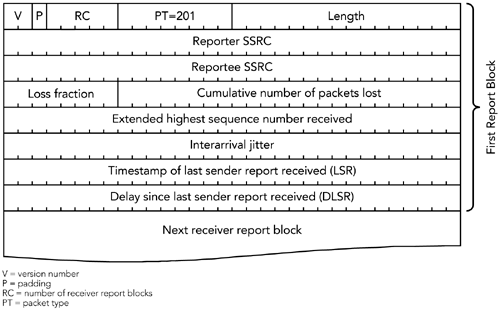 V P RC PT=201 Length
Reporter SSRC
Reportee SSRC
Loss fraction Cumulative number of packets lost
Extended highest sequence number received
Interarrival jitter
Timestamp of last sender report received (LSR)
Delay since last sender report received (DLSR)
Next receiver report block
First Report Block
V = version number
P = padding
RC = number of receiver report blocks
PT = packet type